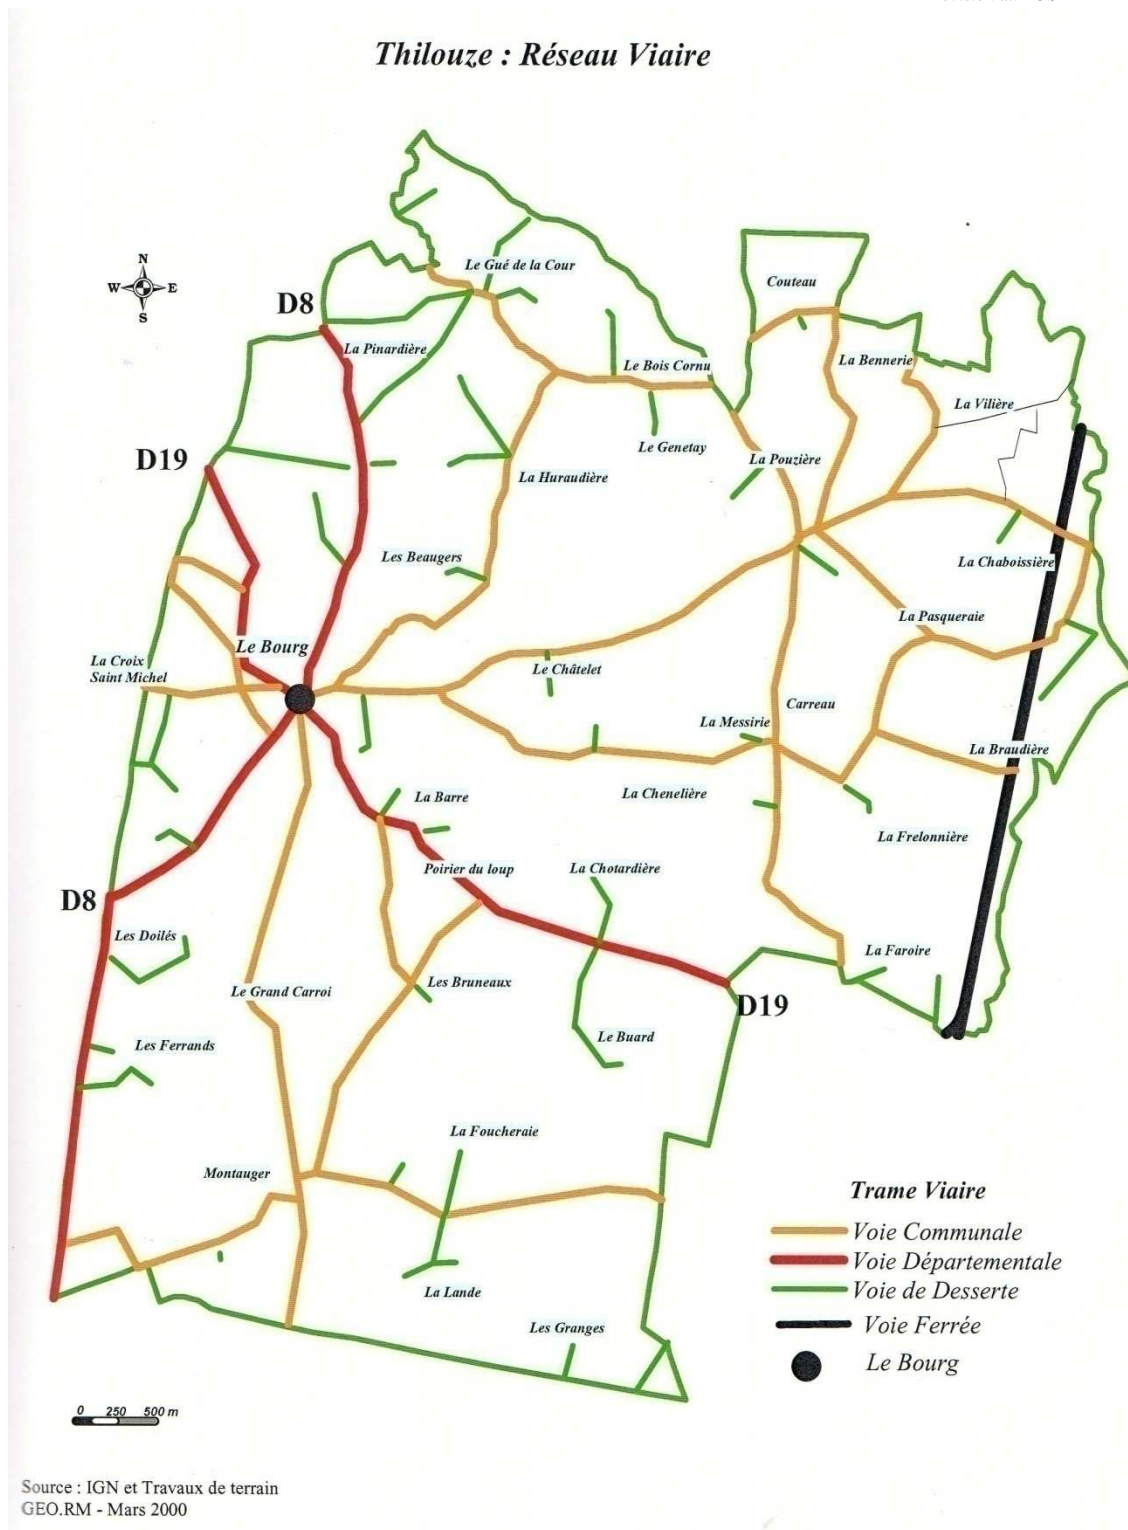 Thilouze : Réseau Viaire
N
W E
S
Le Gué de la Cour
Couteau
D8
La Pinardière
La Bennerie
Le Bois Cornu
La Vilière
Le Genetay
D19
La Pouzière
La Huraudière
Les Beaugers
La Chaboissière
La Pasqueraie
Le Bourg
La Croix
Saint Michel
Le Châtelet
Carreau
La Messirie
La Braudière
La Barre
La Chenelière
La Frelonnière
Poirier du loup
La Chotardière
D8
Les Doilés
La Faroire
Les Bruneaux
Le Grand Carroi
D19
Le Buard
Les Ferrands
La Foucheraie
Montauger
La Lande
Les Granges
Trame Viaire
Voie Communale
Voie Départementale
Voie de Desserte
Voie Ferrée
Le Bourg
0 250 500 m
Source : IGN et Travaux de terrain
GEO.RM - Mars 2000